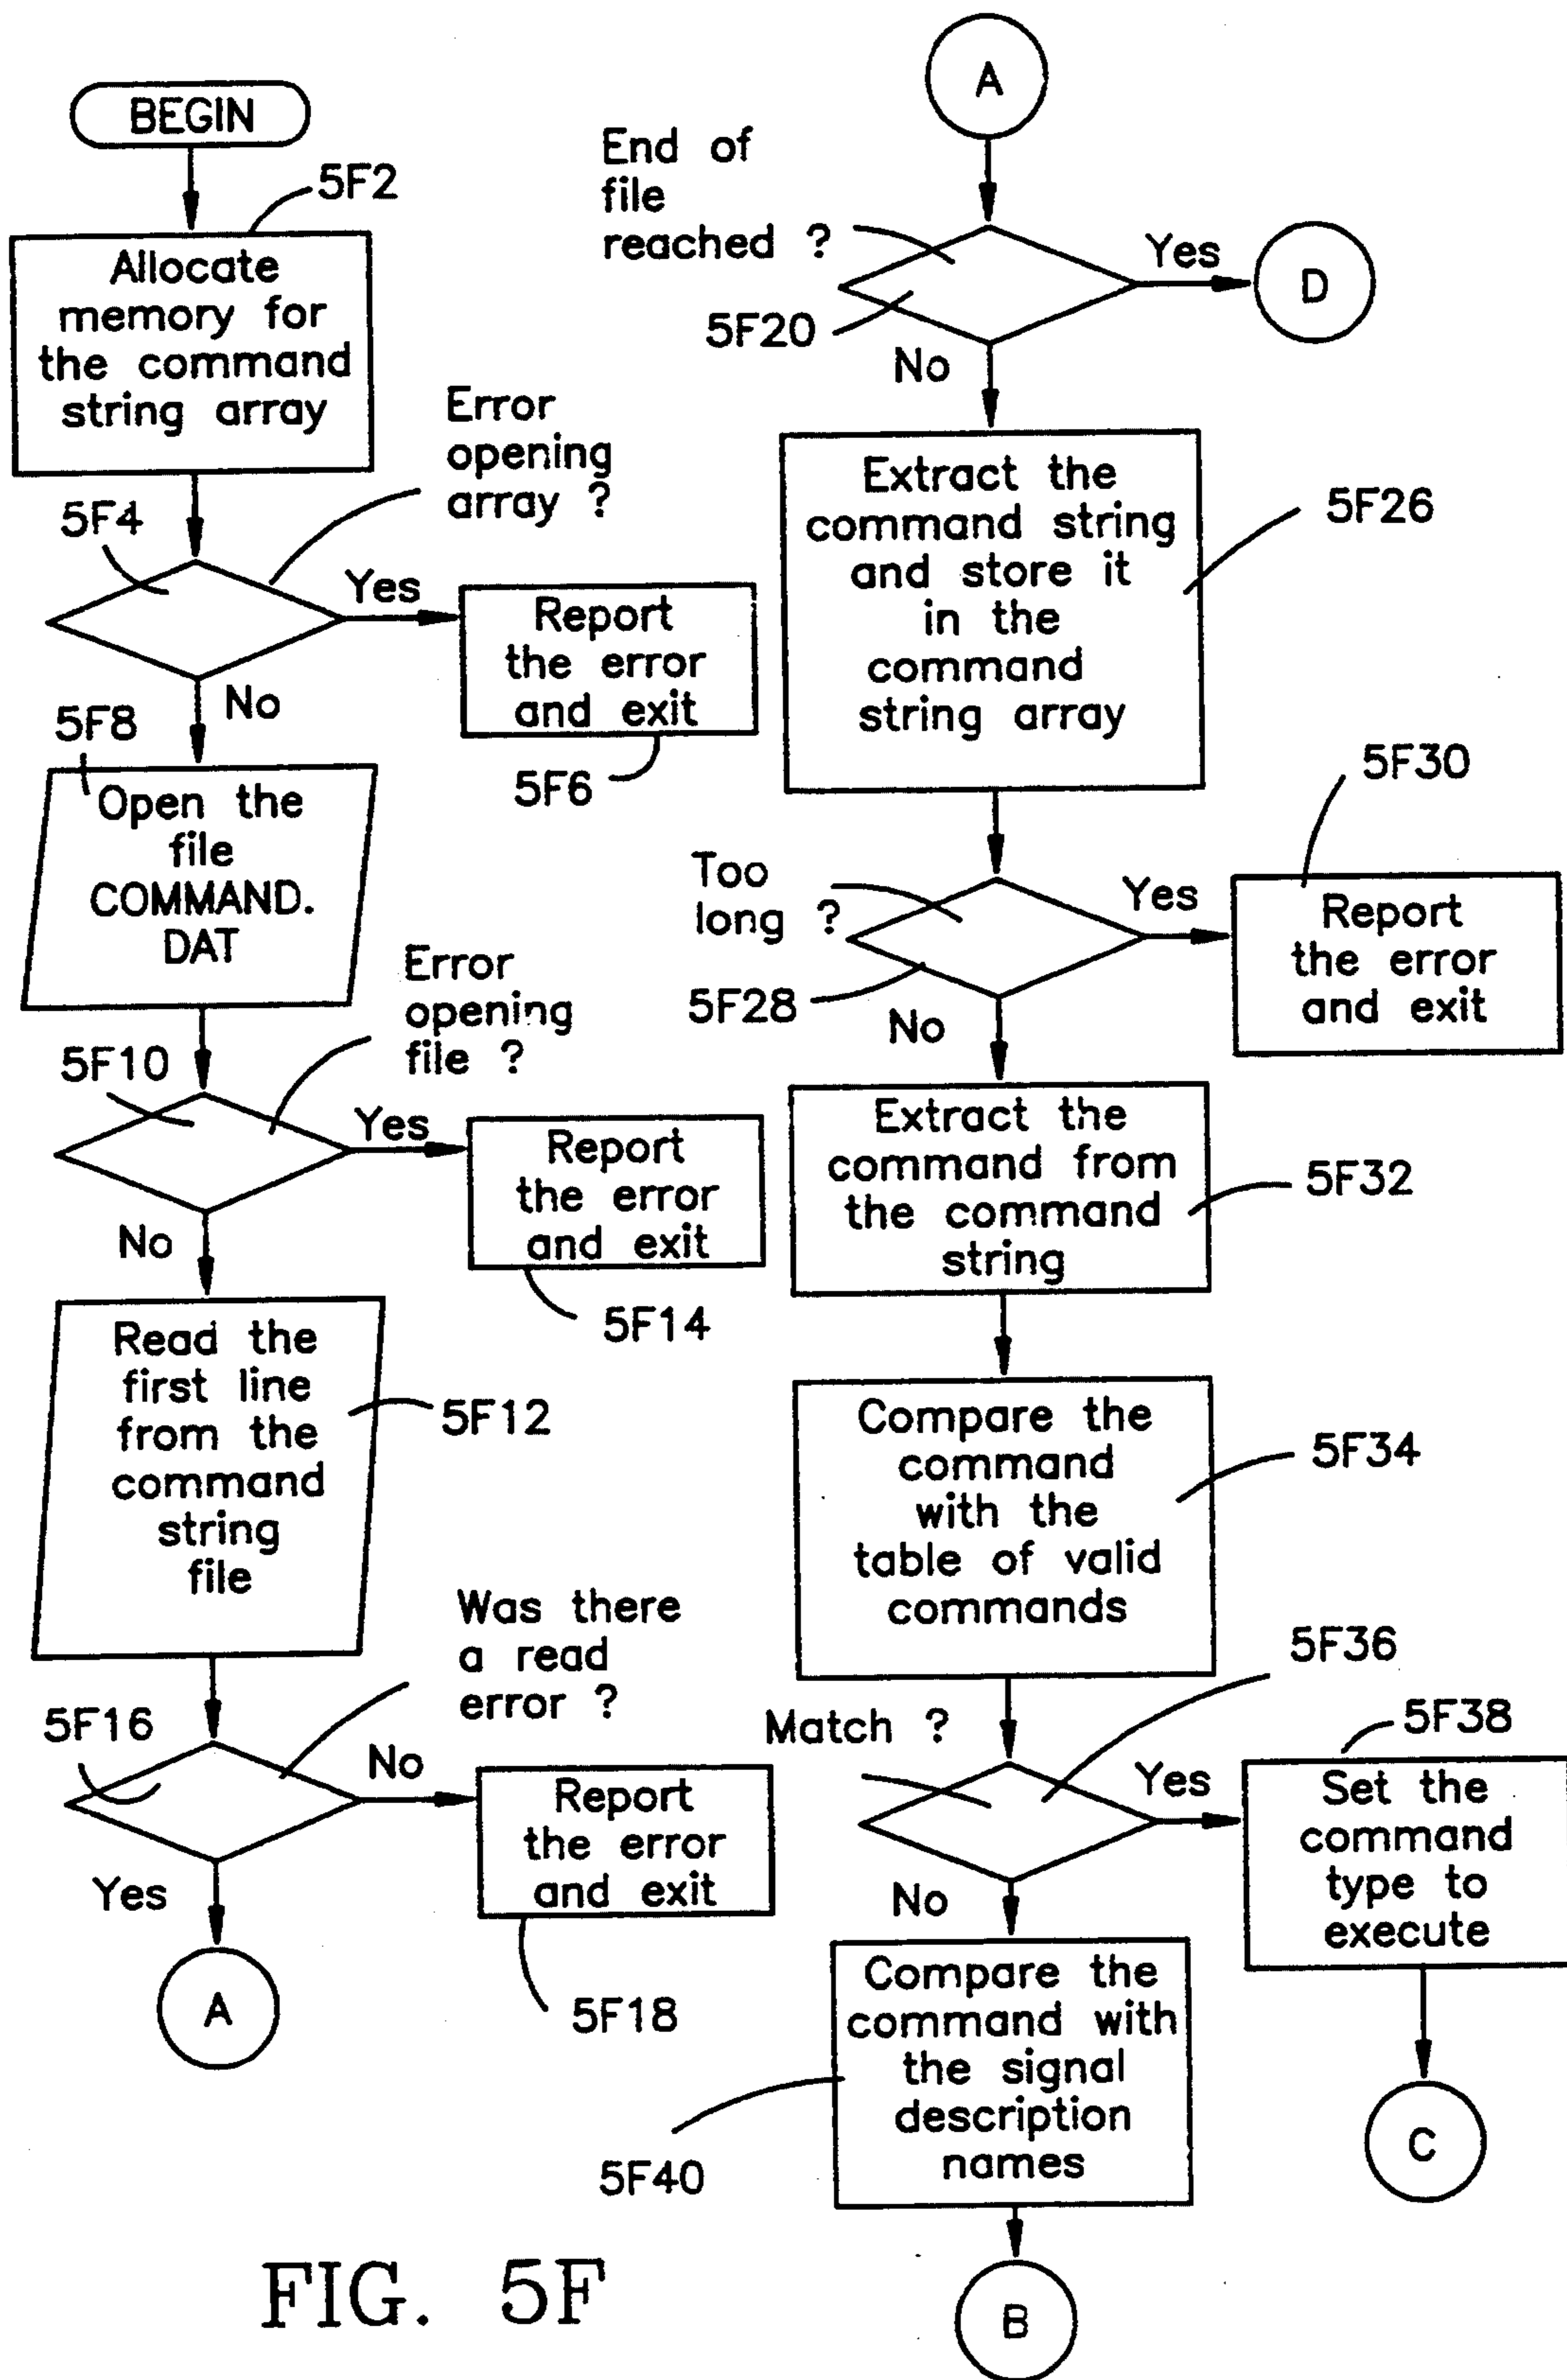 BEGIN
5F2
Allocate
memory for
the command
string array
Error
opening
array ?
5F4
Yes
Report
the error
and exit
5F6
No
5F8
Open the
file
COMMAND.
DAT
Error
opening
file ?
5F10
Yes
Report
the error
and exit
5F14
No
Read the
first line
from the
command
string
file
5F12
Was there
a read
error ?
5F16
No
Report
the error
and exit
5F18
Yes
A
A
End of
file
reached ?
Yes
D
5F20
No
Extract the
command string
and store it
in the
command
string array
5F26
5F30
Too
long ?
Yes
Report
the error
and exit
5F28
No
Extract the
command from
the command
string
5F32
Compare the
command
with the
table of valid
commands
5F34
5F36
Match ?
5F38
Yes
Set the
command
type to
execute
C
No
Compare the
command with
the signal
description
names
5F40
B
FIG. 5F